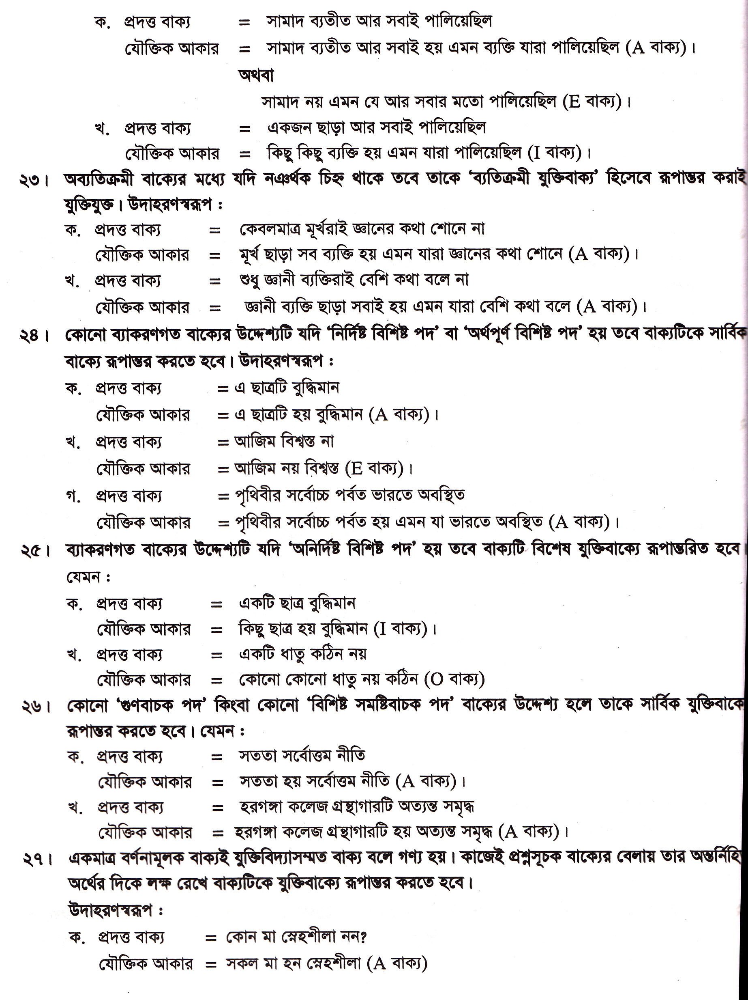 ক. প্রদত্ত বাক্য = সামাদ ব্যতীত আর সবাই পালিয়েছিল
যৌক্তিক আকার = সামাদ ব্যতীত আর সবাই হয় এমন ব্যক্তি যারা পালিয়েছিল (A বাক্য)।
অথবা
সামাদ নয় এমন যে আর সবার মতো পালিয়েছিল (E বাক্য)।
খ. প্রদত্ত বাক্য = একজন ছাড়া আর সবাই পালিয়েছিল
যৌক্তিক আকার = কিছু কিছু ব্যক্তি হয় এমন যারা পালিয়েছিল (I বাক্য)।
২৩। অব্যতিক্রমী বাক্যের মধ্যে যদি নঞর্থক চিহ্ন থাকে তবে তাকে ‘ব্যতিক্রমী যুক্তিবাক্য’ হিসেবে রূপান্তর করাই
যুক্তিযুক্ত। উদাহরণস্বরূপ :
ক. প্রদত্ত বাক্য = কেবলমাত্র মূর্খরাই জ্ঞানের কথা শোনে না
যৌক্তিক আকার = মূর্খ ছাড়া সব ব্যক্তি হয় এমন যারা জ্ঞানের কথা শোনে (A বাক্য)।
খ. প্রদত্ত বাক্য = শুধু জ্ঞানী ব্যক্তিরাই বেশি কথা বলে না
যৌক্তিক আকার = জ্ঞানী ব্যক্তি ছাড়া সবাই হয় এমন যারা বেশি কথা বলে (A বাক্য)।
২৪। কোনো ব্যাকরণগত বাক্যের উদ্দেশ্যটি যদি ‘নির্দিষ্ট বিশিষ্ট পদ’ বা ‘অর্থপূর্ণ বিশিষ্ট পদ’ হয় তবে বাক্যটিকে সার্বিক
বাক্যে রূপান্তর করতে হবে। উদাহরণস্বরূপ :
ক. প্রদত্ত বাক্য = এ ছাত্রটি বুদ্ধিমান
যৌক্তিক আকার = এ ছাত্রটি হয় বুদ্ধিমান (A বাক্য)।
খ. প্রদত্ত বাক্য = আজিম বিশ্বস্ত না
যৌক্তিক আকার = আজিম নয় বিশ্বস্ত (E বাক্য)।
গ. প্রদত্ত বাক্য = পৃথিবীর সর্বোচ্চ পর্বত ভারতে অবস্থিত
যৌক্তিক আকার = পৃথিবীর সর্বোচ্চ পর্বত হয় এমন যা ভারতে অবস্থিত (A বাক্য)।
২৫। ব্যাকরণগত বাক্যের উদ্দেশ্যটি যদি ‘অনির্দিষ্ট বিশিষ্ট পদ’ হয় তবে বাক্যটি বিশেষ যুক্তিবাক্যে রূপান্তরিত হবে।
যেমন :
ক. প্রদত্ত বাক্য = একটি ছাত্র বুদ্ধিমান
যৌক্তিক আকার = কিছু ছাত্র হয় বুদ্ধিমান (I বাক্য)।
খ. প্রদত্ত বাক্য = একটি ধাতু কঠিন নয়
যৌক্তিক আকার = কোনো কোনো ধাতু নয় কঠিন (O বাক্য)
২৬। কোনো ‘গুণবাচক পদ’ কিংবা কোনো ‘বিশিষ্ট সমষ্টিবাচক পদ’ বাক্যের উদ্দেশ্য হলে তাকে সার্বিক যুক্তিবাক্যে
রূপান্তর করতে হবে। যেমন :
ক. প্রদত্ত বাক্য = সততা সর্বোত্তম নীতি
যৌক্তিক আকার = সততা হয় সর্বোত্তম নীতি (A বাক্য)।
খ. প্রদত্ত বাক্য = হরগঙ্গা কলেজ গ্রন্থাগারটি অত্যন্ত সমৃদ্ধ
যৌক্তিক আকার = হরগঙ্গা কলেজ গ্রন্থাগারটি হয় অত্যন্ত সমৃদ্ধ (A বাক্য)।
২৭। একমাত্র বর্ণনামূলক বাক্যই যুক্তিবিদ্যাসম্মত বাক্য বলে গণ্য হয়। কাজেই প্রশ্নসূচক বাক্যের বেলায় তার
অর্থের দিকে লক্ষ রেখে বাক্যটিকে যুক্তিবাক্যে রূপান্তর করতে হবে।
উদাহরণস্বরূপ :
ক. প্রদত্ত বাক্য = কোন মা স্নেহশীলা নন?
যৌক্তিক আকার = সকল মা হন স্নেহশীলা (A বাক্য)